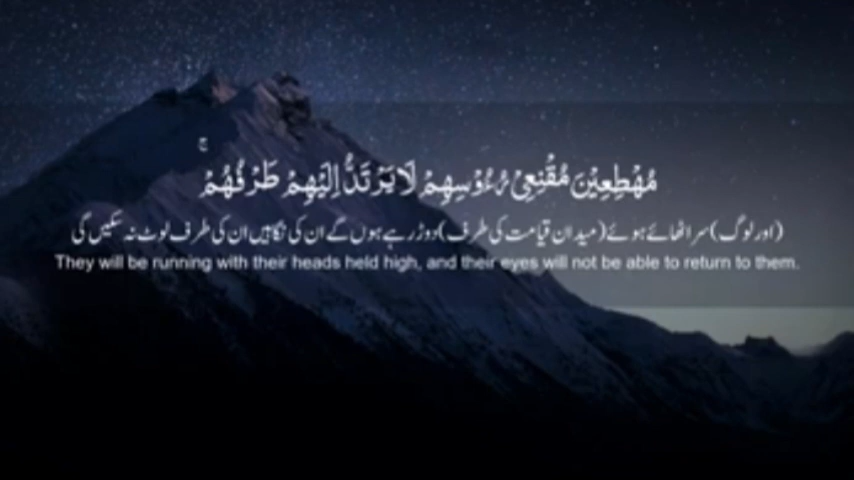 مُهۡطِعِيۡنَ مُقۡنِعِىۡ رُءُوۡسِهِمۡ لَا يَرۡتَدُّ اِلَيۡهِمۡ طَرۡفُهُمۡ‌ۚ
(اور لوگ) سر اٹھائے ہوئے (میدان قیامت کی طرف) دوڑ رہے ہوں گے ان کی نگاہیں ان کی طرف لوٹ نہ سکیں گی
They will be running with their heads held high, and their eyes will not be able to return to them.